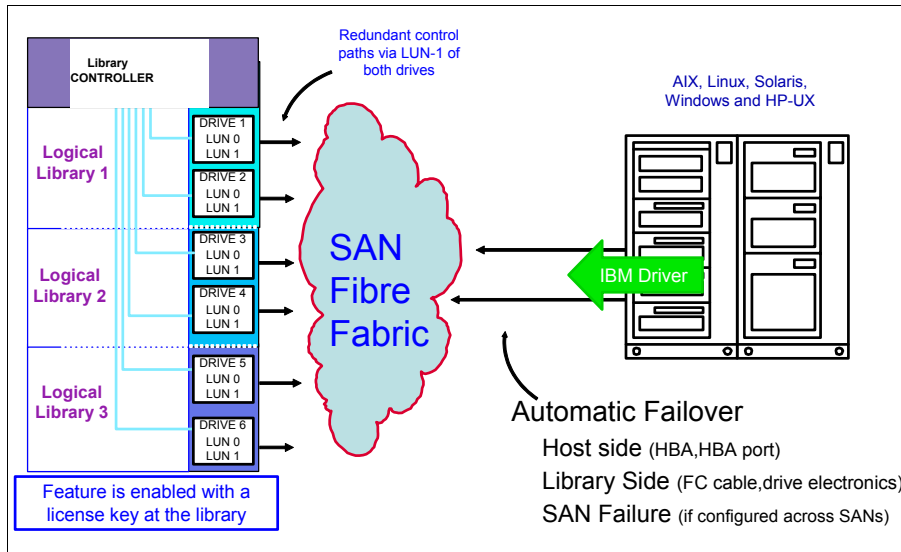 Library
CONTROLLER
Redundant control
paths via LUN-1 of
both drives
AIX, Linux, Solaris,
Windows and HP-UX
Logical
Library 1
DRIVE 1
LUN 0
LUN 1
DRIVE 2
LUN 0
LUN 1
Logical
Library 2
DRIVE 3
LUN 0
LUN 1
DRIVE 4
LUN 0
LUN 1
Logical
Library 3
DRIVE 5
LUN 0
LUN 1
DRIVE 6
LUN 0
LUN 1
SAN
Fibre
Fabric
IBM Driver
Automatic Failover
Host side (HBA,HBA port)
Library Side (FC cable,drive electronics)
SAN Failure (if configured across SANs)
Feature is enabled with a
license key at the library